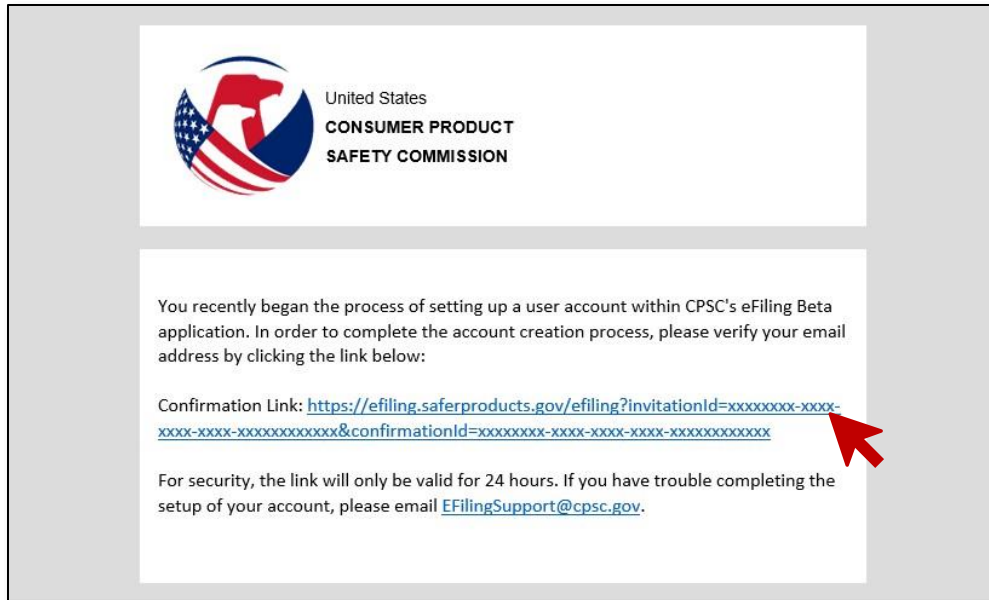 United States
CONSUMER PRODUCT
SAFETY COMMISSION
You recently began the process of setting up a user account within CPSC's eFiling Beta
application. In order to complete the account creation process, please verify your email
address by clicking the link below:
Confirmation Link: https://efiling.saferproducts.gov/efiling?invitationId=xxxxxxxx-xxxx-
xxxx-xxxx-xxxxxxxxxxxx&confirmationId=xxxxxxxx-xxxx-xxxx-xxxx-xxxxxxxxxxxx
For security, the link will only be valid for 24 hours. If you have trouble completing the
setup of your account, please email EFilingSupport@cpsc.gov.